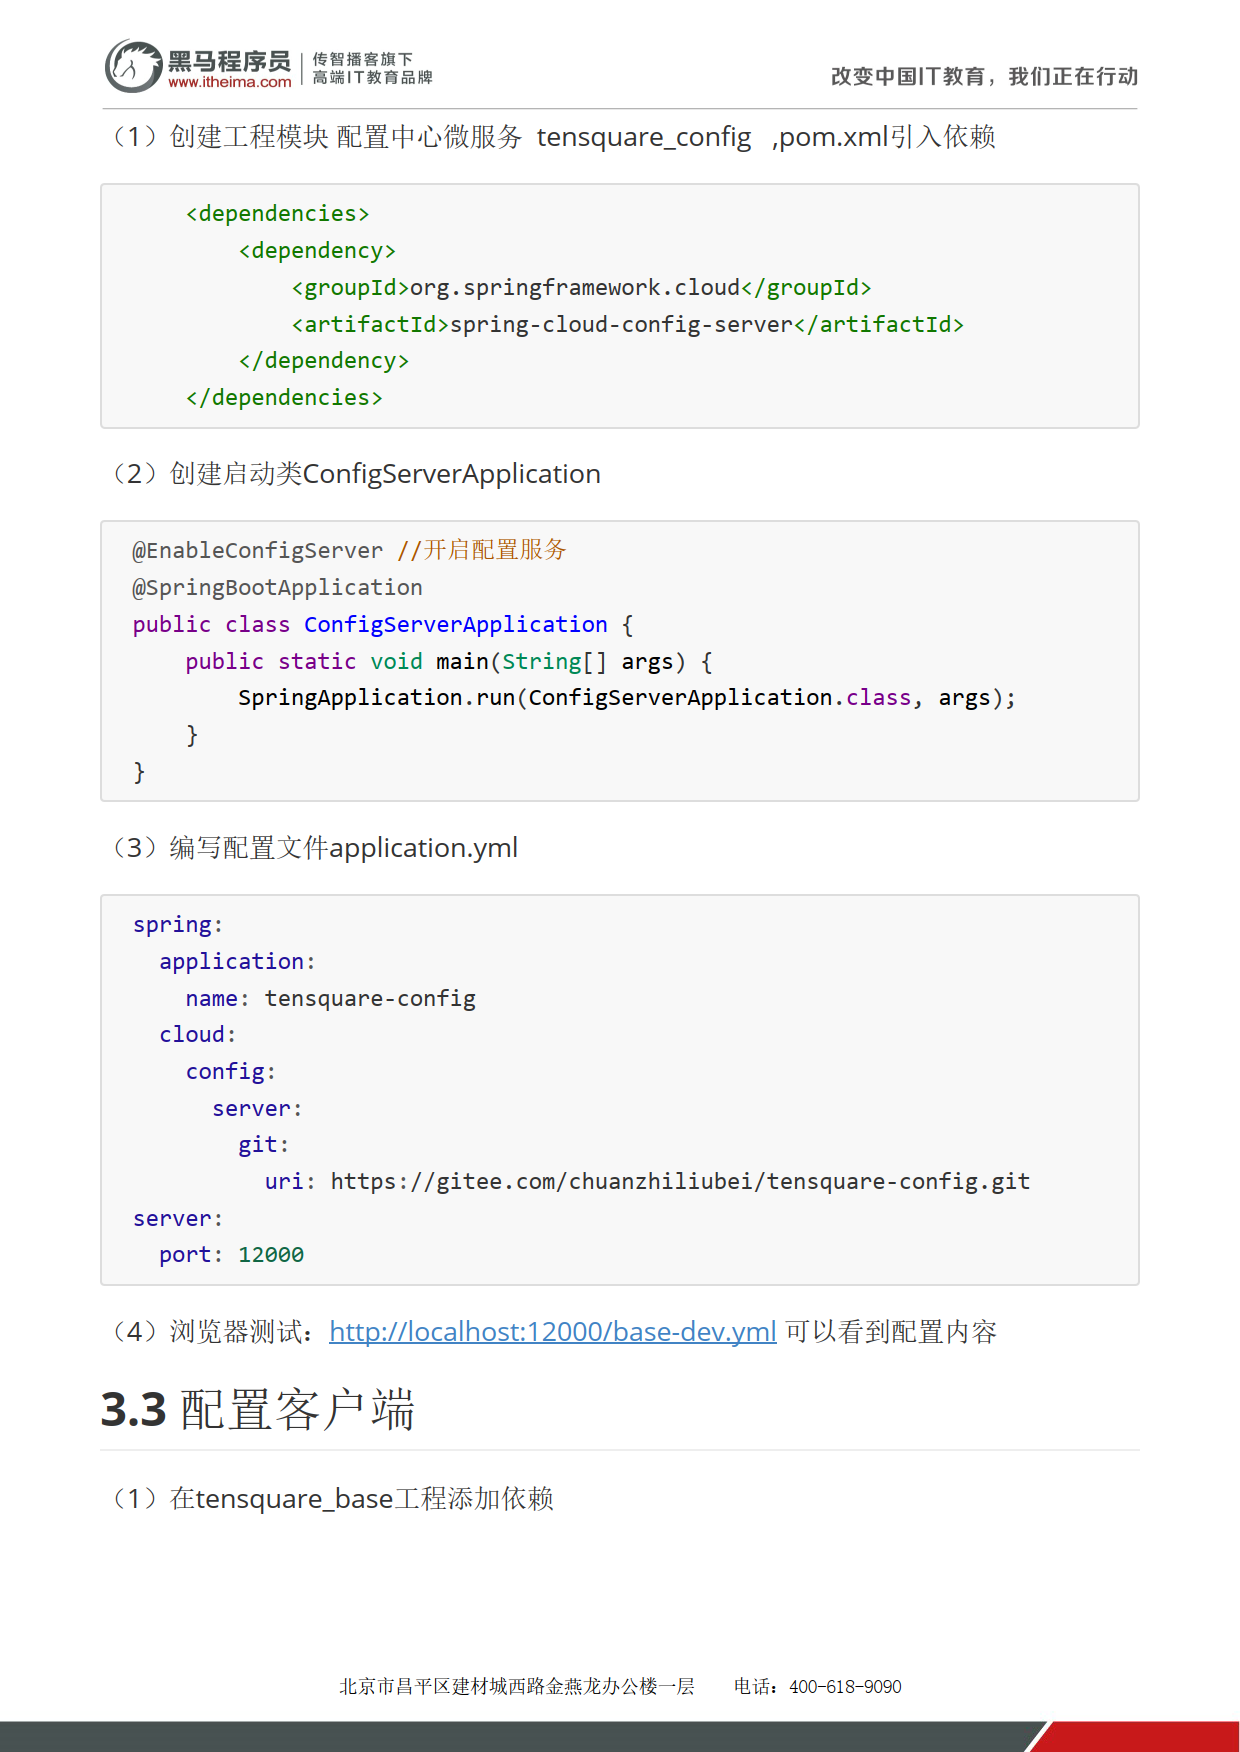 黑马程序员
www.itheima.com
传智播客旗下
高端IT教育品牌
改变中国IT教育，我们正在行动
（1）创建工程模块 配置中心微服务 tensquare_config ,pom.xml引入依赖
<dependencies>
    <dependency>
        <groupId>org.springframework.cloud</groupId>
        <artifactId>spring-cloud-config-server</artifactId>
    </dependency>
</dependencies>
（2）创建启动类ConfigServerApplication
@EnableConfigServer //开启配置服务
@SpringBootApplication
public class ConfigServerApplication {
    public static void main(String[] args) {
        SpringApplication.run(ConfigServerApplication.class, args);
    }
}
（3）编写配置文件application.yml
spring:
  application:
    name: tensquare-config
  cloud:
    config:
      server:
        git:
          uri: https://gitee.com/chuanzhiliubei/tensquare-config.git
server:
  port: 12000
（4）浏览器测试：http://localhost:12000/base-dev.yml 可以看到配置内容
3.3 配置客户端
（1）在tensquare_base工程添加依赖
北京市昌平区建材城西路金燕龙办公楼一层 电话：400-618-9090